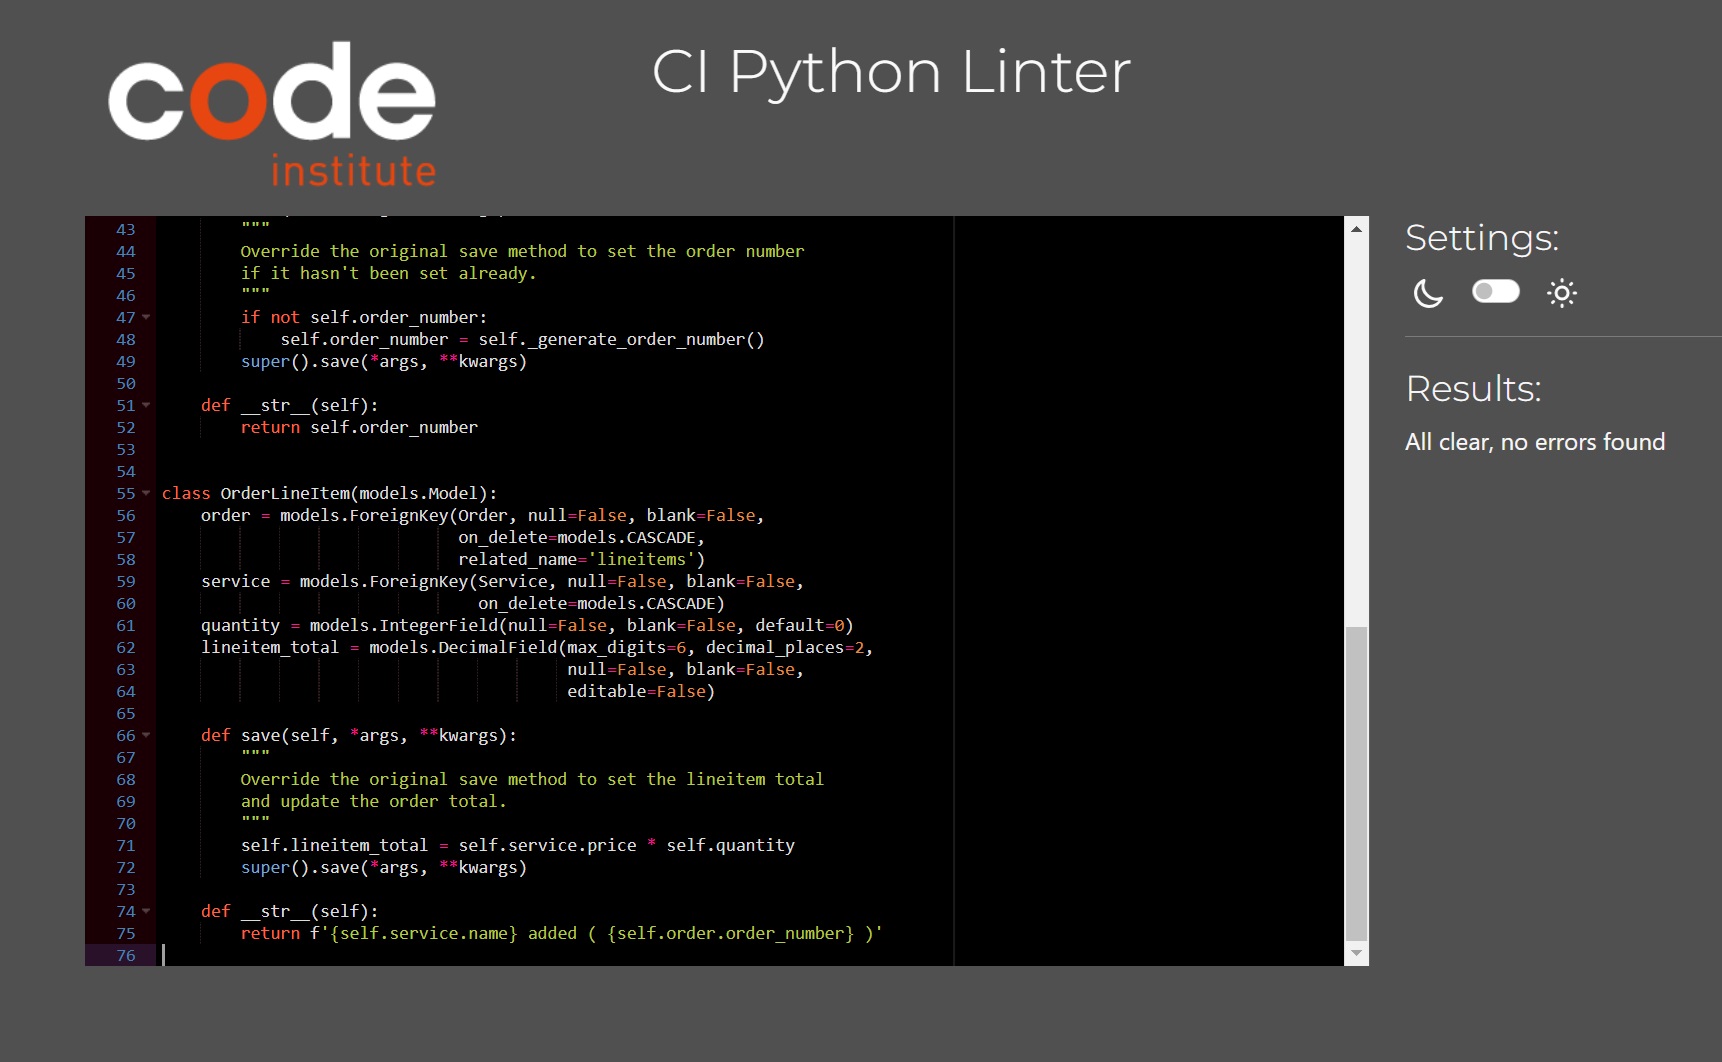 code
institute
CI Python Linter
43 """
44 Override the original save method to set the order number
45 if it hasn't been set already.
46 """
47 if not self.order_number:
48 self.order_number = self._generate_order_number()
49 super().save(*args, **kwargs)
50
51 def __str__(self):
52 return self.order_number
53
54
55 class OrderLineItem(models.Model):
56 order = models.ForeignKey(Order, null=False, blank=False,
57 on_delete=models.CASCADE,
58 related_name='lineitems')
59 service = models.ForeignKey(Service, null=False, blank=False,
60 on_delete=models.CASCADE)
61 quantity = models.IntegerField(null=False, blank=False, default=0)
62 lineitem_total = models.DecimalField(max_digits=6, decimal_places=2,
63 null=False, blank=False,
64 editable=False)
65
66 def save(self, *args, **kwargs):
67 """
68 Override the original save method to set the lineitem total
69 and update the order total.
70 """
71 self.lineitem_total = self.service.price * self.quantity
72 super().save(*args, **kwargs)
73
74 def __str__(self):
75 return f'{self.service.name} added ( {self.order.order_number} )'
76
Settings:
Results:
All clear, no errors found